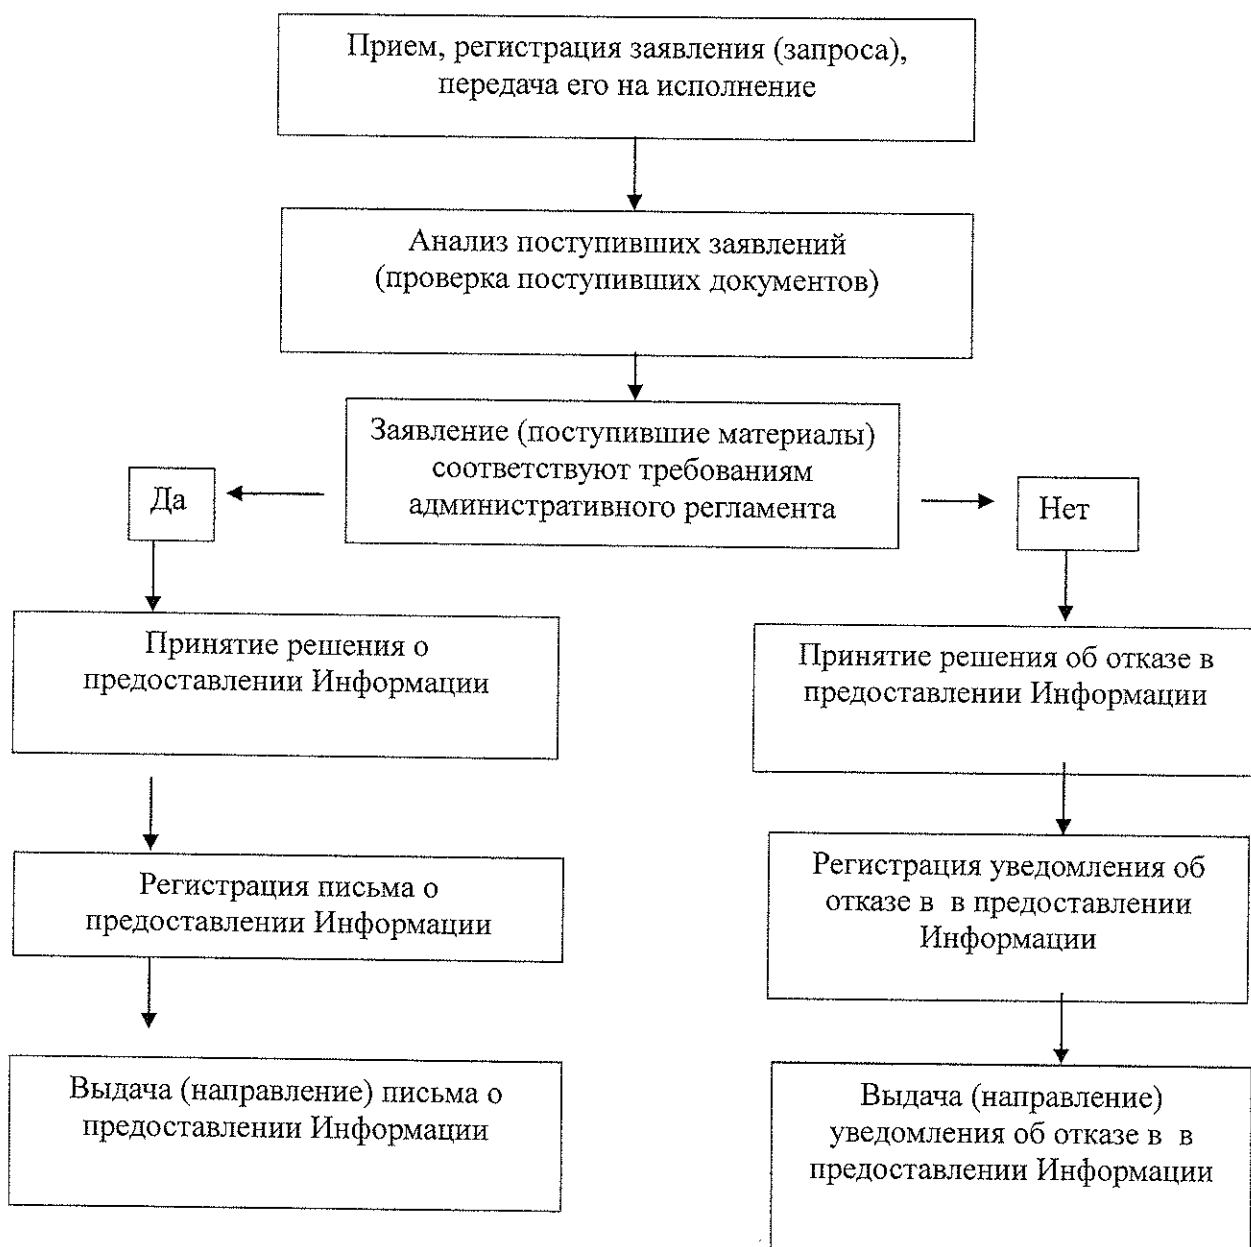 Прием, регистрация заявления (запроса),
передача его на исполнение
Анализ поступивших заявлений
(проверка поступивших документов)
Заявление (поступившие материалы)
соответствуют требованиям
административного регламента
Да
Нет
Принятие решения о
предоставлении Информации
Принятие решения об отказе в
предоставлении Информации
Регистрация письма о
предоставлении Информации
Регистрация уведомления об
отказе в  в предоставлении
Информации
Выдача (направление) письма о
предоставлении Информации
Выдача (направление)
уведомления об отказе в  в
предоставлении Информации